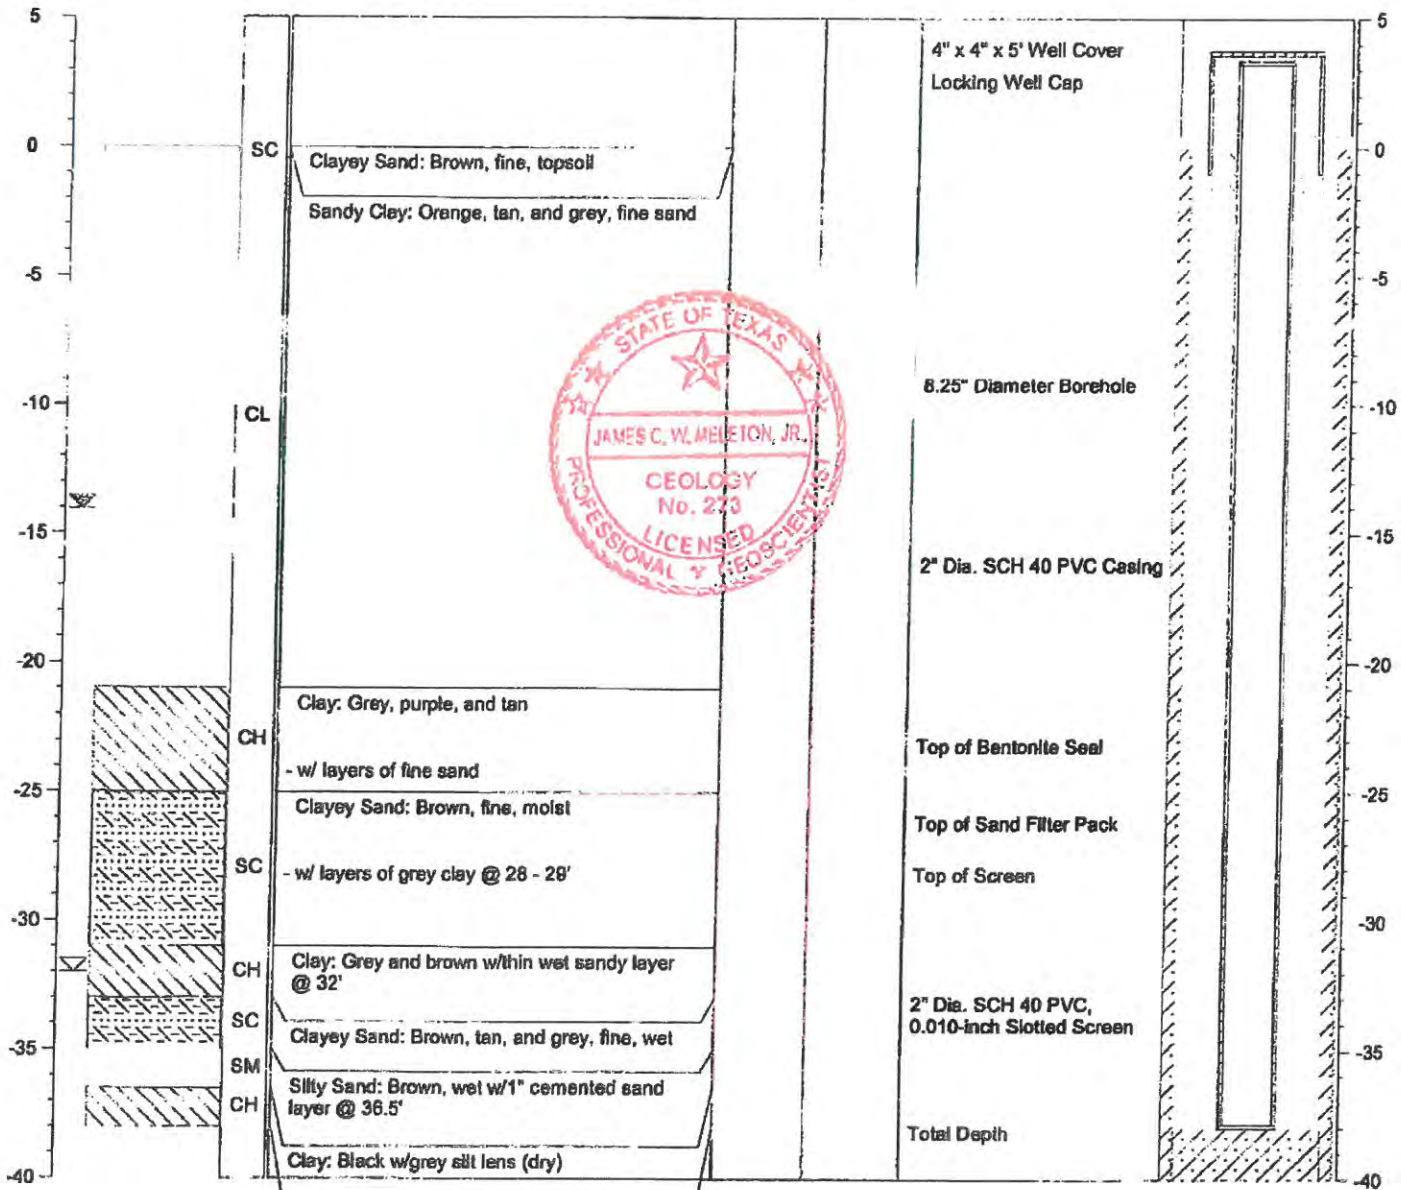 5
0
-5
-10
-15
-20
-25
-30
-35
-40
SC
CL
CH
SC
CH
SC
SM
CH
Clayey Sand: Brown, fine, topsoil
Sandy Clay: Orange, tan, and grey, fine sand
Clay: Grey, purple, and tan
- w/ layers of fine sand
Clayey Sand: Brown, fine, moist
- w/ layers of grey clay @ 28 - 29'
Clay: Grey and brown w/thin wet sandy layer
@ 32'
Clayey Sand: Brown, tan, and grey, fine, wet
Silty Sand: Brown, wet w/1" cemented sand
layer @ 36.5'
Clay: Black w/grey silt lens (dry)
STATE OF TEXAS
JAMES C. W. MELETON, JR.
GEOLOGY
No. 273
LICENSED
PROFESSIONAL GEOSCIENTIST
4" x 4" x 5' Well Cover
Locking Well Cap
8.25" Diameter Borehole
2" Dia. SCH 40 PVC Casing
Top of Bentonite Seal
Top of Sand Filter Pack
Top of Screen
2" Dia. SCH 40 PVC,
0.010-inch Slotted Screen
Total Depth
5
0
-5
-10
-15
-20
-25
-30
-35
-40